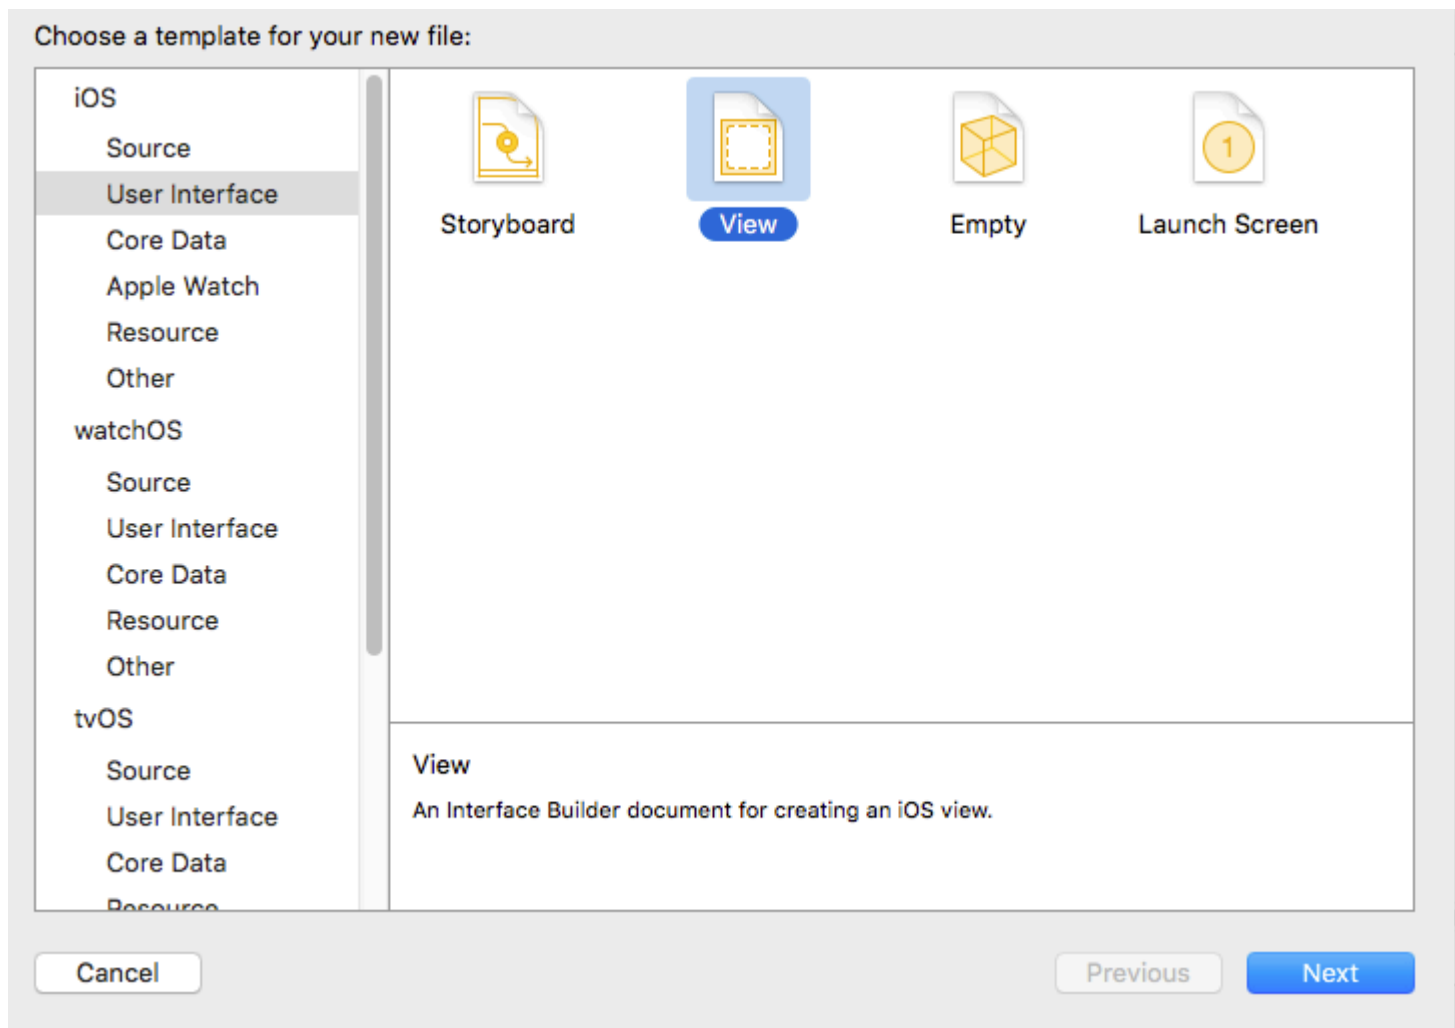 Choose a template for your new file:
iOS
Source
User Interface
Core Data
Apple Watch
Resource
Other
watchOS
Source
User Interface
Core Data
Resource
Other
tvOS
Source
User Interface
Core Data
Resource
Storyboard
View
Empty
1
Launch Screen
View
An Interface Builder document for creating an iOS view.
Cancel
Previous
Next